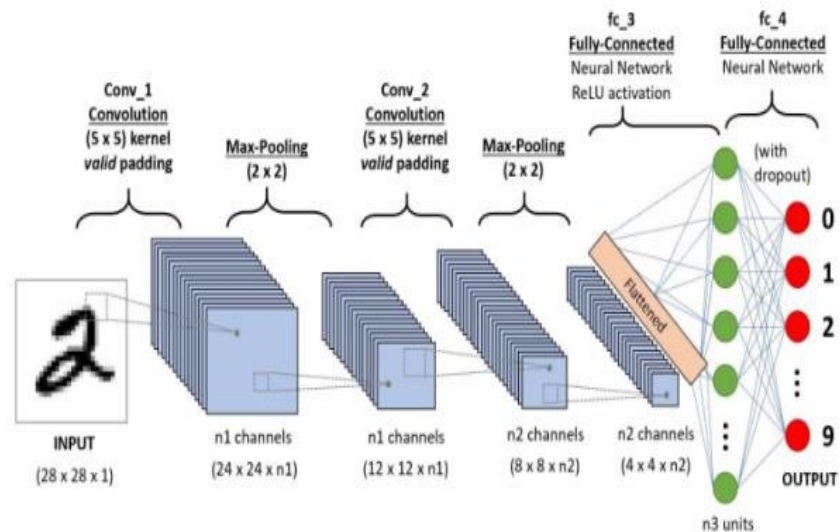 fc_3
Fully-Connected
Neural Network
ReLU activation
fc_4
Fully-Connected
Neural Network
Conv_1
Convolution
(5 x 5) kernel
valid padding
Max-Pooling
(2 x 2)
Conv_2
Convolution
(5 x 5) kernel
valid padding
Max-Pooling
(2 x 2)
(with
dropout)
Flattened
0
1
2
⋮
9
⋮
2
INPUT
(28 x 28 x 1)
n1 channels
(24 x 24 x n1)
n1 channels
(12 x 12 x n1)
n2 channels
(8 x 8 x n2)
n2 channels
(4 x 4 x n2)
n3 units
OUTPUT